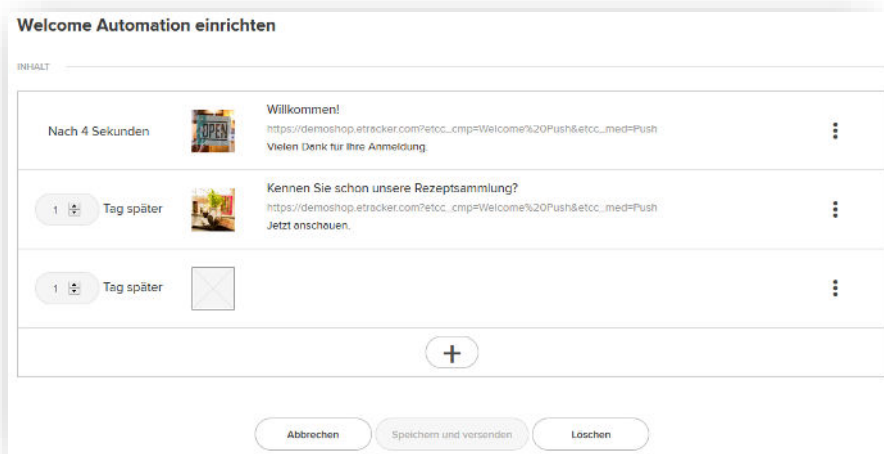 Welcome Automation einrichten
INHALT
Nach 4 Sekunden
OPEN
Willkommen!
https://demoshop.etracker.com?etcc_cmp=Welcome%20Push&etcc_med=Push
Vielen Dank für Ihre Anmeldung.
1 Tag später
Kennen Sie schon unsere Rezeptsammlung?
https://demoshop.etracker.com?etcc_cmp=Welcome%20Push&etcc_med=Push
Jetzt anschauen.
1 Tag später
Abbrechen Speichern und versenden Löschen